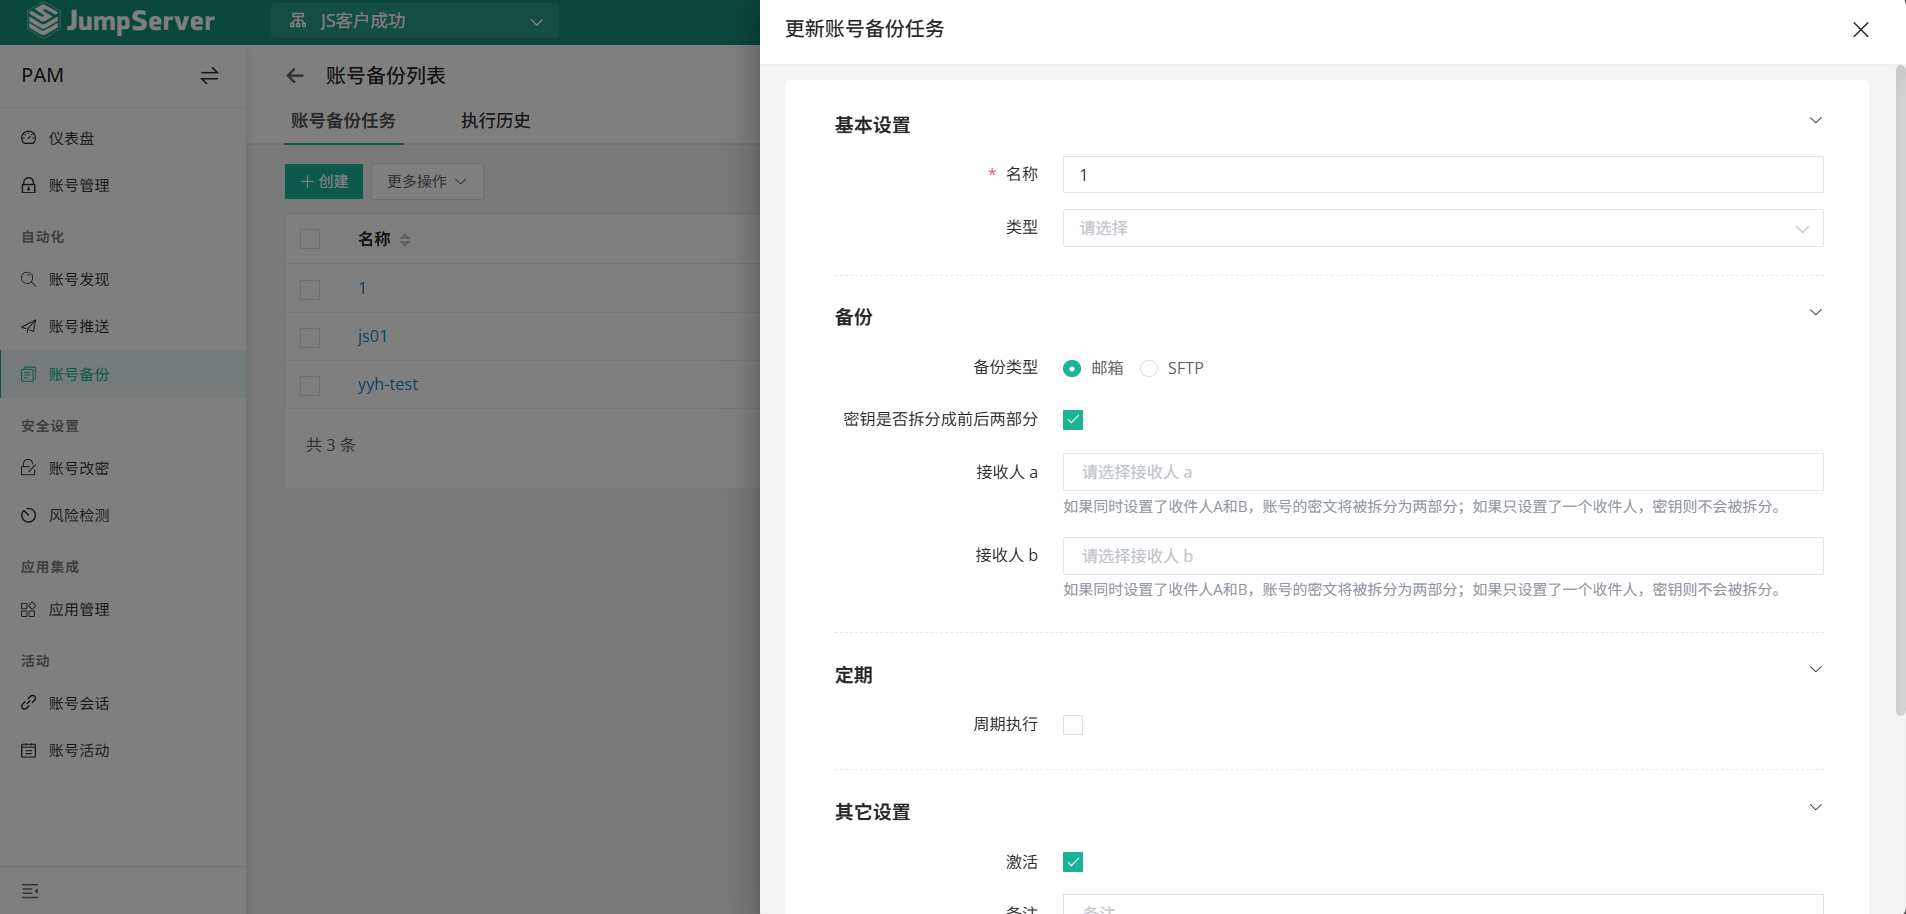 JumpServer
JS客户成功
PAM
仪表盘
账号管理
自动化
账号发现
账号推送
账号备份
安全设置
账号改密
风险检测
应用集成
应用管理
活动
账号会话
账号活动
账号备份列表
账号备份任务
执行历史
创建
更多操作
名称
1
js01
yyh-test
共 3 条
更新账号备份任务
基本设置
* 名称
1
类型
请选择
备份
备份类型
邮箱
SFTP
密钥是否拆分成前后两部分
接收人 a
请选择接收人 a
如果同时设置了收件人A和B，账号的密文将被拆分为两部分；如果只设置了一个收件人，密钥则不会被拆分。
接收人 b
请选择接收人 b
如果同时设置了收件人A和B，账号的密文将被拆分为两部分；如果只设置了一个收件人，密钥则不会被拆分。
定期
周期执行
其它设置
激活
备注
备注